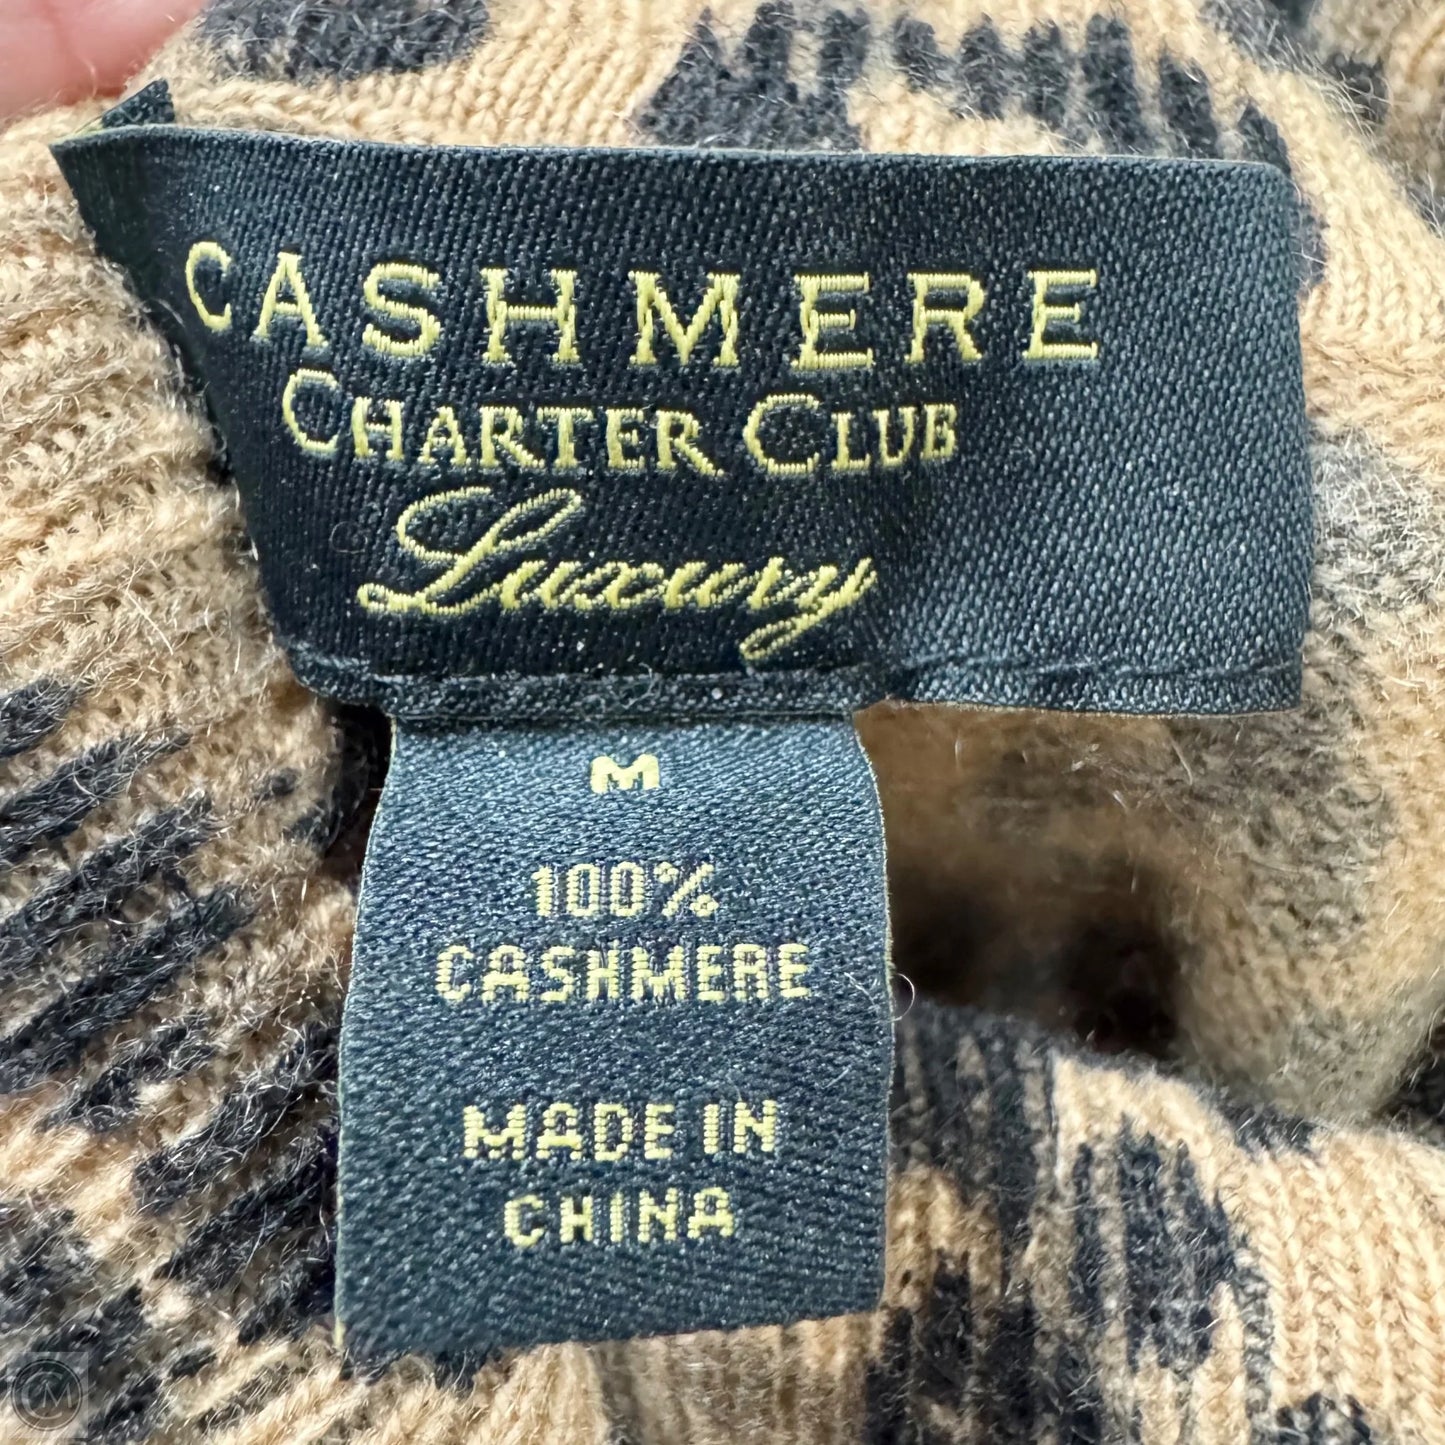 CASHMERE
CHARTER CLUB
Luxury
M
100%
CASHMERE
MADE IN
CHINA